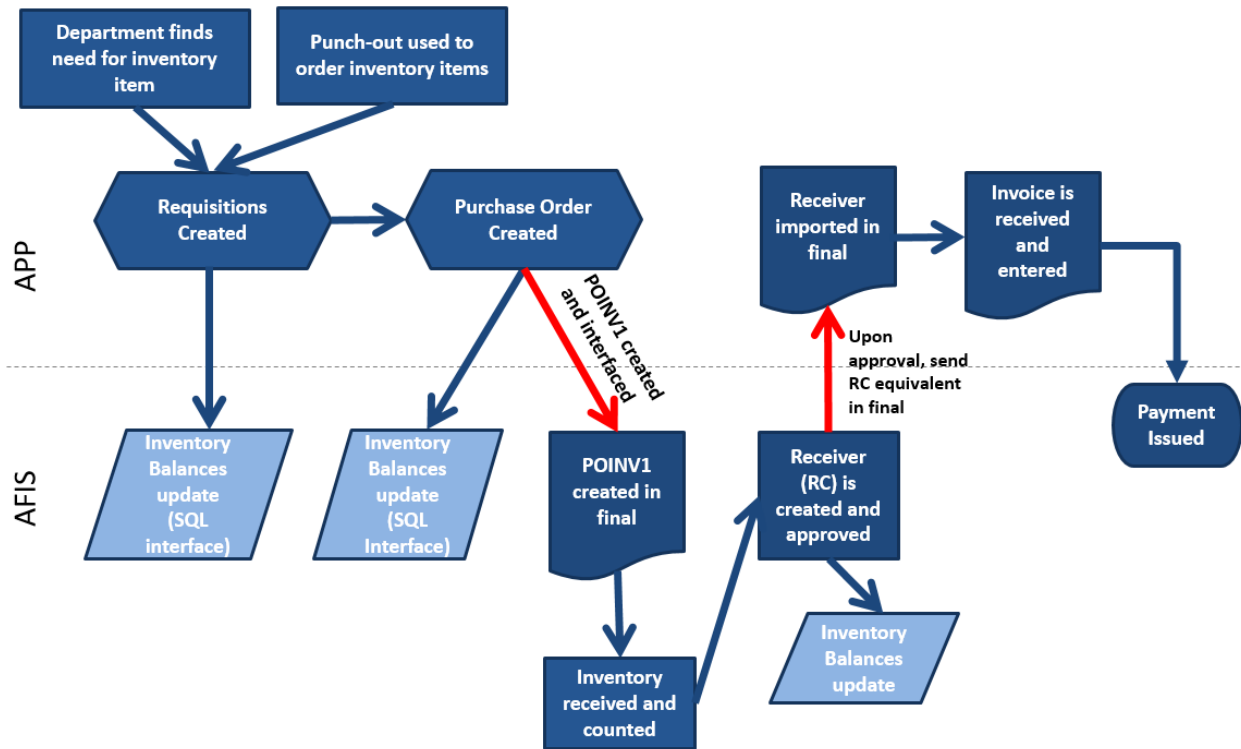 Department finds
need for inventory
item
Punch-out used to
order inventory items
Requisitions
Created
Purchase Order
Created
Receiver
imported in
final
Invoice is
received
and
entered
APP
POINV1 created
and interfaced
Upon
approval, send
RC equivalent
in final
Payment
Issued
AFIS
Inventory
Balances
update
(SQL
interface)
Inventory
Balances
update
(SQL
Interface)
POINV1
created in
final
Receiver
(RC) is
created and
approved
Inventory
received and
counted
Inventory
Balances
update